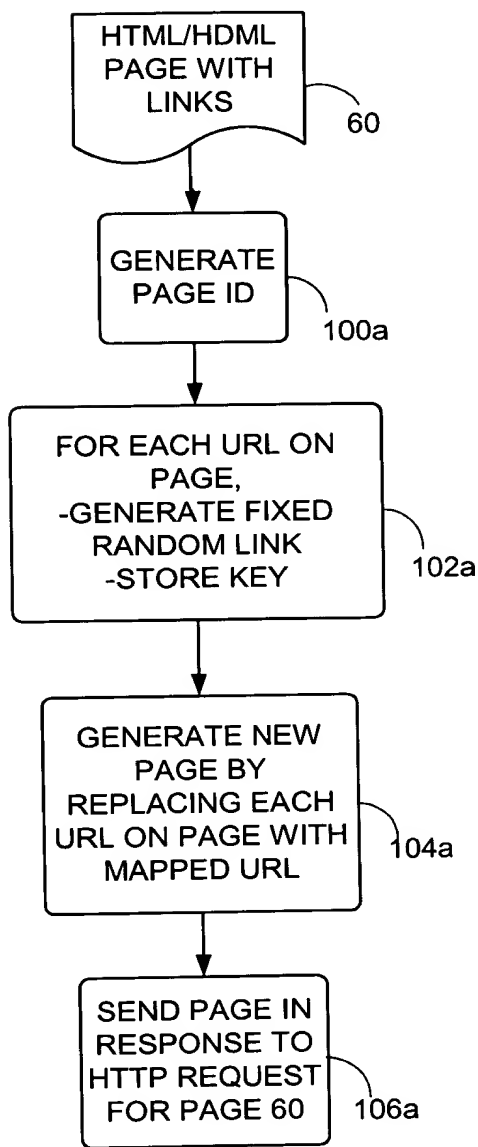 HTML/HDML
PAGE WITH
LINKS
60
GENERATE
PAGE ID
100a
FOR EACH URL ON
PAGE,
-GENERATE FIXED
RANDOM LINK
-STORE KEY
102a
GENERATE NEW
PAGE BY
REPLACING EACH
URL ON PAGE WITH
MAPPED URL
104a
SEND PAGE IN
RESPONSE TO
HTTP REQUEST
FOR PAGE 60
106a